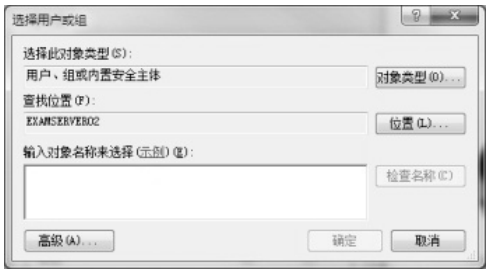 选择用户或组
选择此对象类型(S):
用户、组或内置安全主体
对象类型(O)...
查找位置(F):
EXAMSERVER02
位置(L)...
输入对象名称来选择(示例)(E):
检查名称(C)
高级(A)...
确定
取消